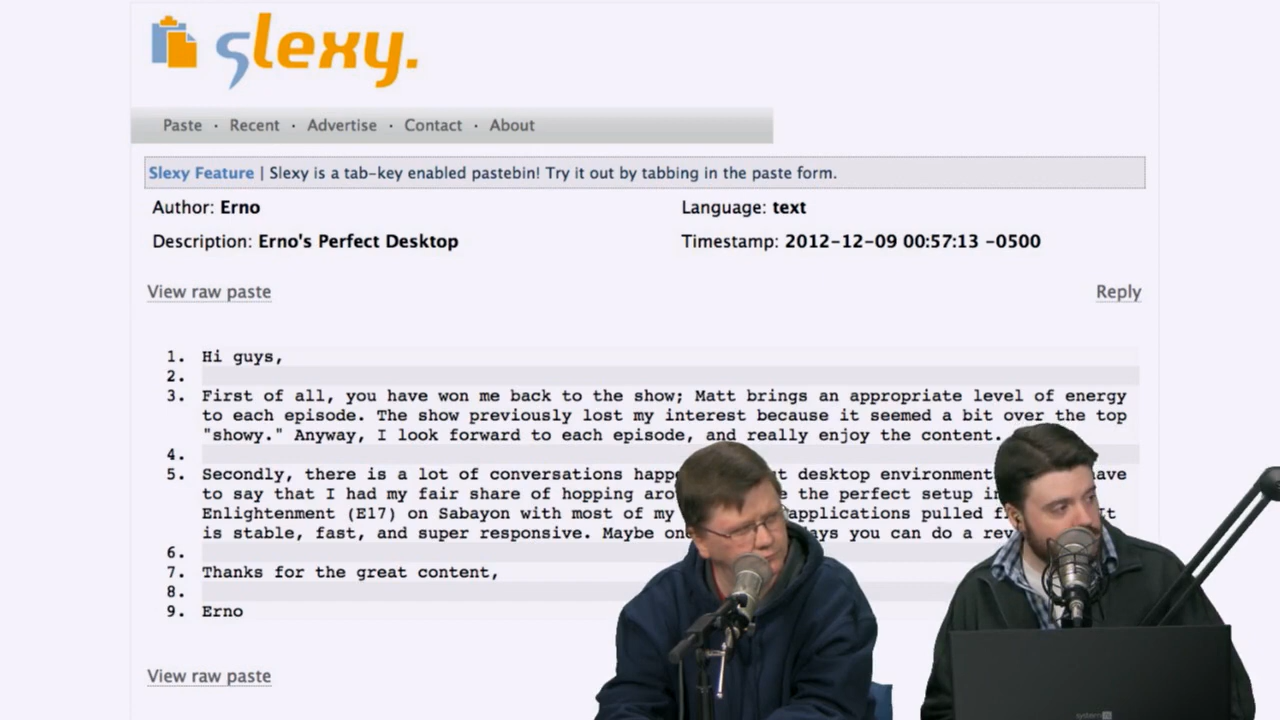 slexy.
Paste · Recent · Advertise · Contact · About
Slexy Feature | Slexy is a tab-key enabled pastebin! Try it out by tabbing in the paste form.
Author: Erno
Language: text
Description: Erno's Perfect Desktop
Timestamp: 2012-12-09 00:57:13 -0500
View raw paste
Reply
1. Hi guys,
2.
3. First of all, you have won me back to the show; Matt brings an appropriate level of energy
to each episode. The show previously lost my interest because it seemed a bit over the top
"showy." Anyway, I look forward to each episode, and really enjoy the content.
4.
5. Secondly, there is a lot of conversations desktop
to say that I had my fair share of hopping the perfect setup
Enlightenment (E17) on Sabayon with most of my applications pulled
is stable, fast, and super responsive. Maybe you can do a
6.
7. Thanks for the great content,
8.
9. Erno
View raw paste